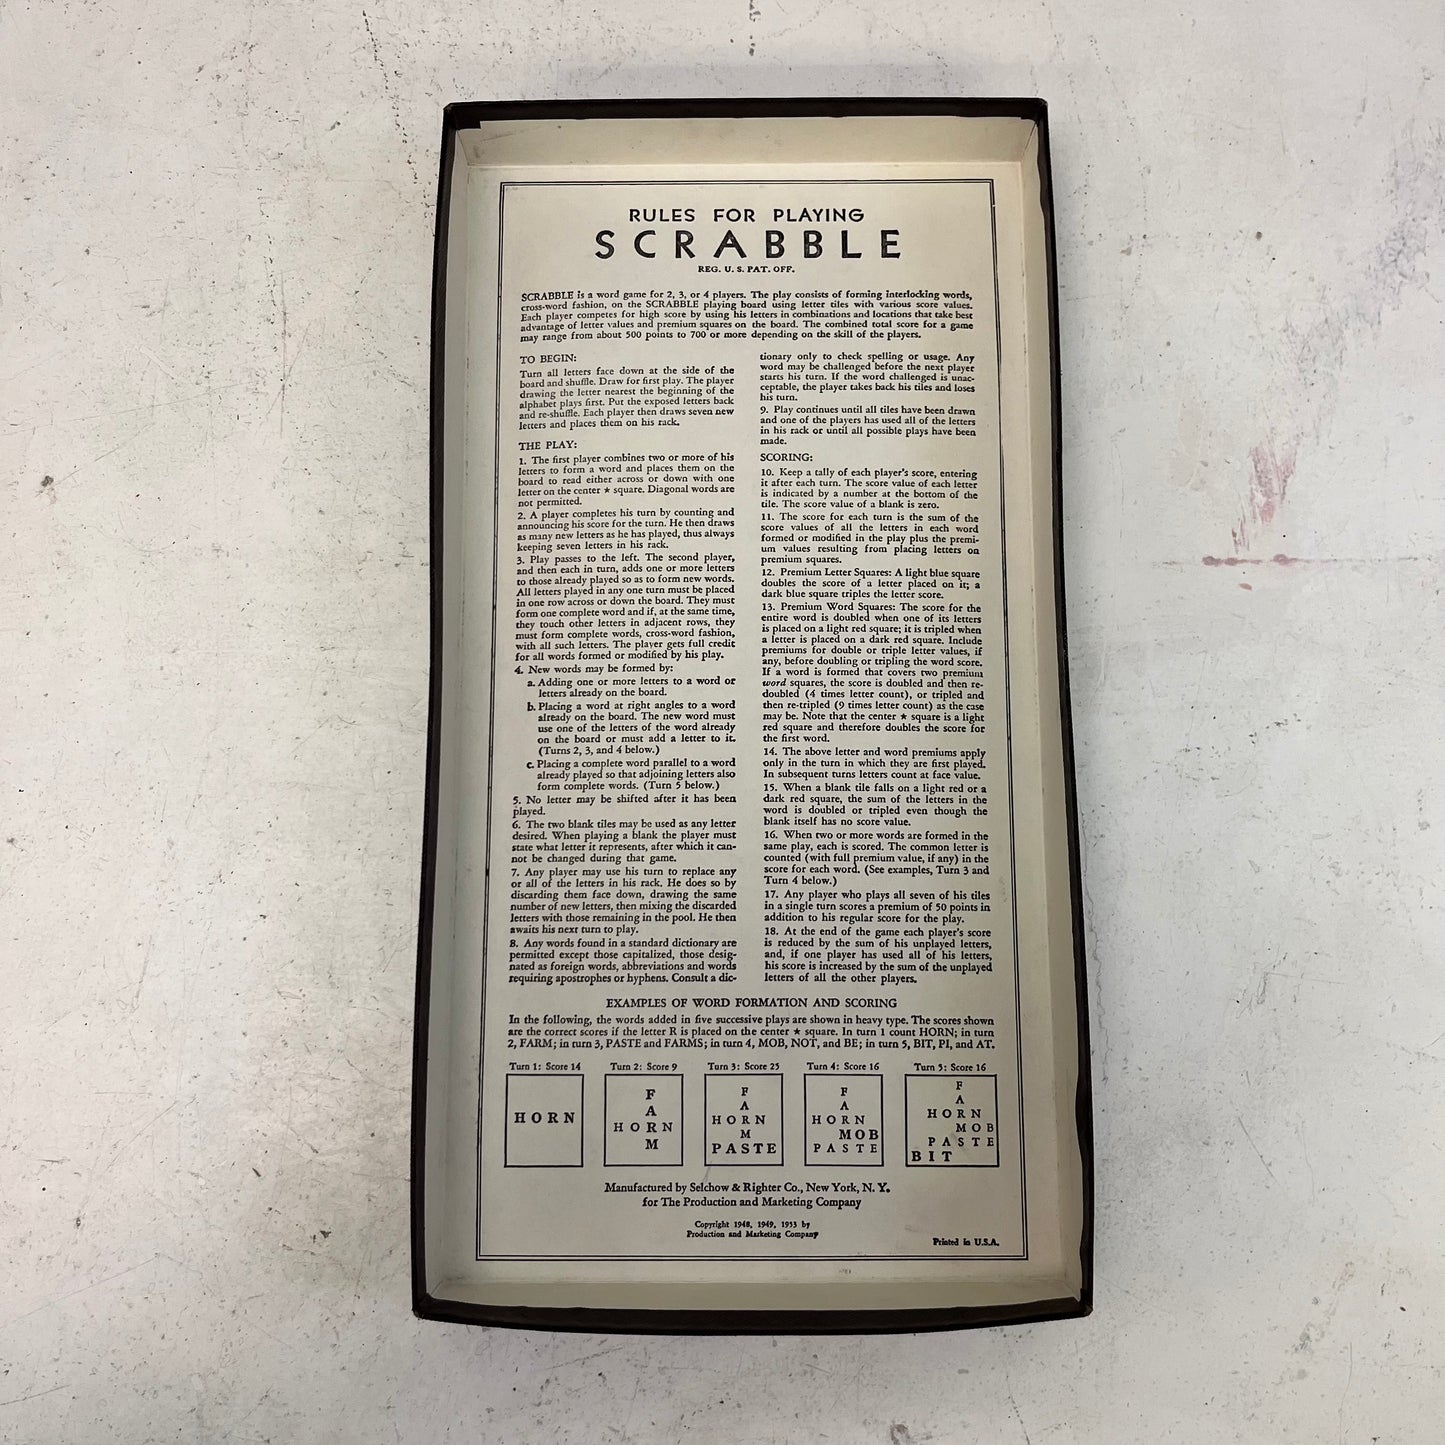 RULES FOR PLAYING
SCRABBLE
REG. U. S. PAT. OFF.
SCRABBLE is a word game for 2, 3, or 4 players. The play consists of forming interlocking words,
cross-word fashion, on the SCRABBLE playing board using letter tiles with various score values.
Each player competes for high score by using his letters in combinations and locations that take best
advantage of letter values and premium squares on the board. The combined total score for a game
may range from about 500 points to 700 or more depending on the skill of the players.
TO BEGIN:
Turn all letters face down at the side of the
board and shuffle. Draw for first play. The player
drawing the letter nearest the beginning of the
alphabet plays first. Put the exposed letters back
and re-shuffle. Each player then draws seven new
letters and places them on his rack.
THE PLAY:
1. The first player combines two or more of his
letters to form a word and places them on the
board to read either across or down with one
letter on the center ★ square. Diagonal words are
not permitted.
2. A player completes his turn by counting and
announcing his score for the turn. He then draws
as many new letters as he has played, thus always
keeping seven letters in his rack.
3. Play passes to the left. The second player,
and then each in turn, adds one or more letters
to those already played so as to form new words.
All letters played in any one turn must be placed
in one row across or down the board. They must
form one complete word and if, at the same time,
they touch other letters in adjacent rows, they
must form complete words, cross-word fashion,
with all such letters. The player gets full credit
for all words formed or modified by his play.
4. New words may be formed by:
a. Adding one or more letters to a word or
letters already on the board.
b. Placing a word at right angles to a word
already on the board. The new word must
use one of the letters of the word already
on the board or must add a letter to it.
(Turns 2, 3, and 4 below.)
c. Placing a complete word parallel to a word
already played so that adjoining letters also
form complete words. (Turn 5 below.)
5. No letter may be shifted after it has been
played.
6. The two blank tiles may be used as any letter
desired. When playing a blank the player must
state what letter it represents, after which it can-
not be changed during that game.
7. Any player may use his turn to replace any
or all of the letters in his rack. He does so by
discarding them face down, drawing the same
number of new letters, then mixing the discarded
letters with those remaining in the pool. He then
awaits his next turn to play.
8. Any words found in a standard dictionary are
permitted except those capitalized, those desig-
nated as foreign words, abbreviations and words
requiring apostrophes or hyphens. Consult a dic-
tionary only to check spelling or usage. Any
word may be challenged before the next player
starts his turn. If the word challenged is unac-
ceptable, the player takes back his tiles and loses
his turn.
9. Play continues until all tiles have been drawn
and one of the players has used all of the letters
in his rack or until all possible plays have been
made.
SCORING:
10. Keep a tally of each player's score, entering
it after each turn. The score value of each letter
is indicated by a number at the bottom of the
tile. The score value of a blank is zero.
11. The score for each turn is the sum of the
score values of all the letters in each word
formed or modified in the play plus the premi-
um values resulting from placing letters on
premium squares.
12. Premium Letter Squares: A light blue square
doubles the score of a letter placed on it; a
dark blue square triples the letter score.
13. Premium Word Squares: The score for the
entire word is doubled when one of its letters
is placed on a light red square; it is tripled when
a letter is placed on a dark red square. Include
premiums for double or triple letter values, if
any, before doubling or tripling the word score.
If a word is formed that covers two premium
word squares, the score is doubled and then re-
doubled (4 times letter count), or tripled and
then re-tripled (9 times letter count) as the case
may be. Note that the center ★ square is a light
red square and therefore doubles the score for
the first word.
14. The above letter and word premiums apply
only in the turn in which they are first played.
In subsequent turns letters count at face value.
15. When a blank tile falls on a light red or a
dark red square, the sum of the letters in the
word is doubled or tripled even though the
blank itself has no score value.
16. When two or more words are formed in the
same play, each is scored. The common letter is
counted (with full premium value, if any) in the
score for each word. (See examples, Turn 3 and
Turn 4 below.)
17. Any player who plays all seven of his tiles
in a single turn scores a premium of 50 points in
addition to his regular score for the play.
18. At the end of the game each player's score
is reduced by the sum of his unplayed letters,
and, if one player has used all of his letters,
his score is increased by the sum of the unplayed
letters of all the other players.
EXAMPLES OF WORD FORMATION AND SCORING
In the following, the words added in five successive plays are shown in heavy type. The scores shown
are the correct scores if the letter R is placed on the center ★ square. In turn 1 count HORN; in turn
2, FARM; in turn 3, PASTE and FARMS; in turn 4, MOB, NOT, and BE; in turn 5, BIT, PI, and AT.
Turn 1: Score 14
HORN
Turn 2: Score 9
F
A
HORN
M
Turn 3: Score 25
F
A
HORN
M
PASTE
Turn 4: Score 16
F
A
HORN
MOB
PASTE
Turn 5: Score 16
F
A
HORN
MOB
PASTE
BIT
Manufactured by Selchow & Righter Co., New York, N. Y.
for The Production and Marketing Company
Copyright 1948, 1949, 1953 by
Production and Marketing Company
Printed in U.S.A.